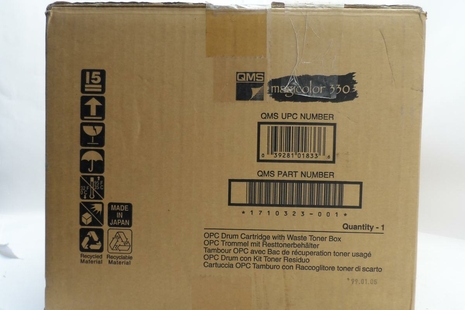 15
QMS
magicolor 330
QMS UPC NUMBER
0 39281 01833
QMS PART NUMBER
*1710323-001*
MADE IN
JAPAN
Quantity - 1
OPC Drum Cartridge with Waste Toner Box
OPC Trommel mit Resttonerbehälter
Tambour OPC avec Bac de récuperation toner usagé
OPC Drum con Kit Toner Residuo
Cartuccia OPC Tamburo con Raccoglitore toner di scarto
Recycled
Material
Recyclable
Material